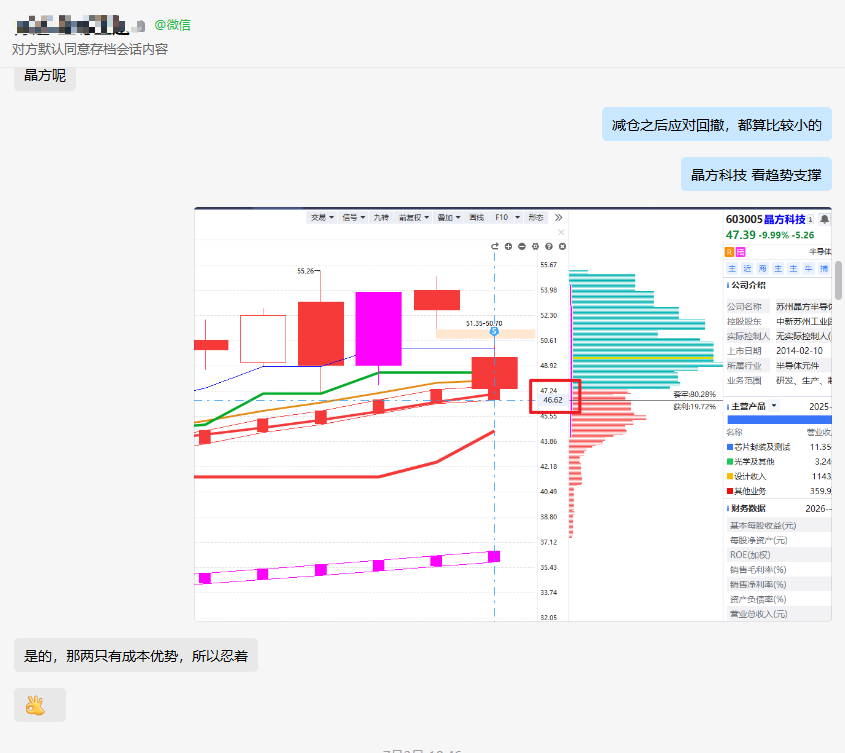 @微信
对方默认同意存档会话内容
晶方呢
减仓之后应对回撤，都算比较小的
晶方科技 看趋势支撑
交易 信号 九转 前复权 叠加 画线 F10 形态
603005 晶方科技
47.39 -9.99% -5.26
R 融 半导体
主 近 商 主 主 牛 捕
公司介绍
公司名称 苏州晶方半导
控股股东 中新苏州工业
实际控制人 无实际控制人(
上市日期 2014-02-10
所属行业 半导体元件
业务范围 研发、生产、
主营产品 2025-
名称 营业收
芯片封装及测试 11.35
光学及其他 3.24
设计收入 1143
其他业务 359.9
财务数据 2026--
基本每股收益(元)
每股净资产(元)
ROE(加权)
销售毛利率(%)
销售净利率(%)
资产负债率(%)
营业总收入(元)
55.26
51.35-50.70
S
55.67
53.98
52.30
50.61
48.92
47.24
46.62
45.55
43.86
42.18
40.49
38.80
37.12
35.43
33.74
32.05
套牢:80.28%
获利:19.72%
是的，那两只有成本优势，所以忍着